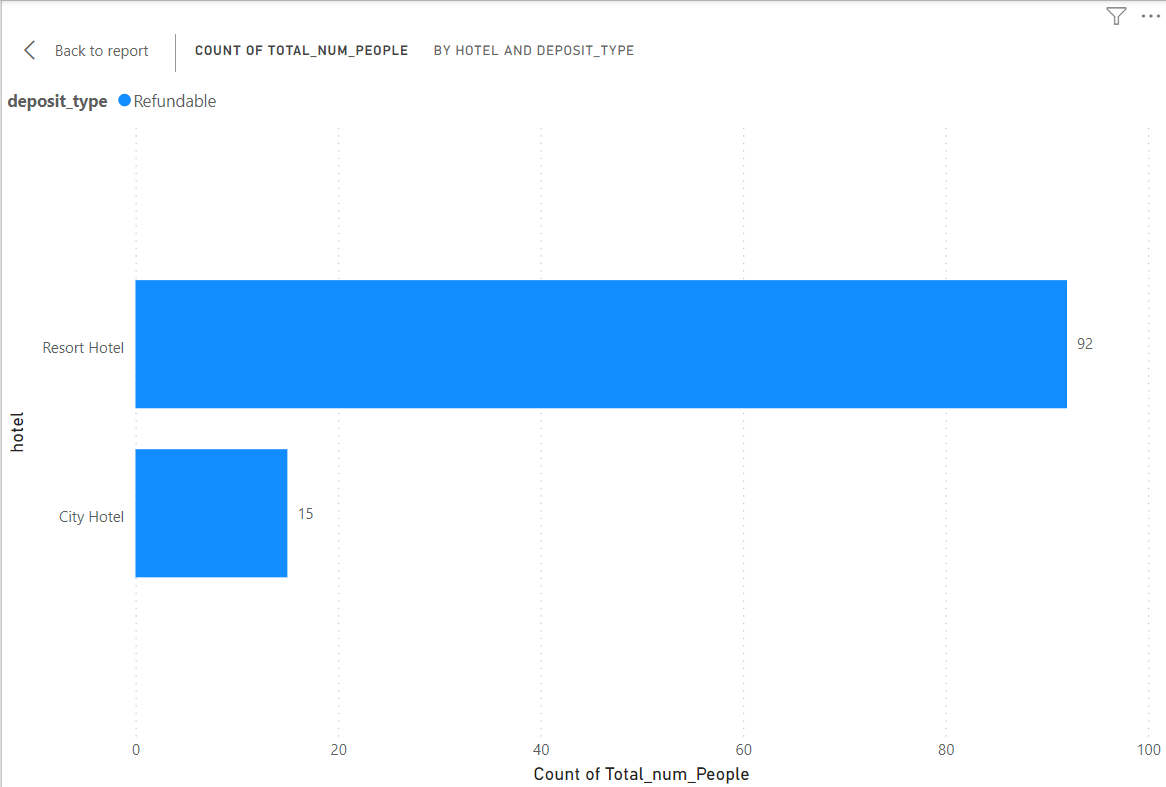 Back to report COUNT OF TOTAL_NUM_PEOPLE BY HOTEL AND DEPOSIT_TYPE
deposit_type Refundable
hotel
Resort Hotel 92
City Hotel 15
0 20 40 60 80 100
Count of Total_num_People